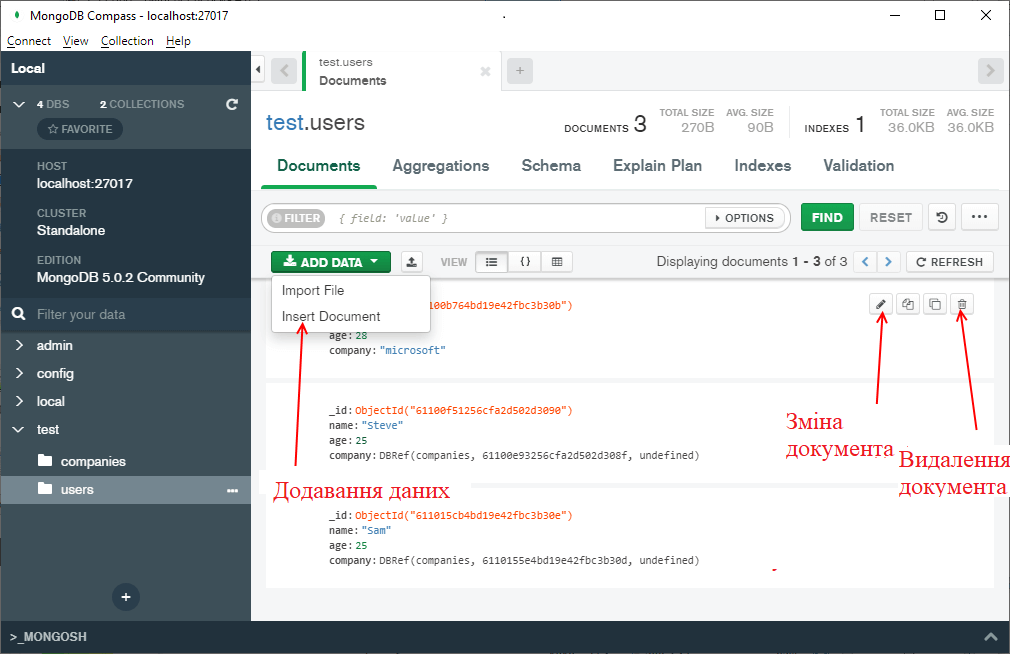 MongoDB Compass - localhost:27017
Connect View Collection Help
Local
4 DBS 2 COLLECTIONS
FAVORITE
HOST
localhost:27017
CLUSTER
Standalone
EDITION
MongoDB 5.0.2 Community
Filter your data
admin
config
local
test
companies
users
>_MONGOSH
test.users
Documents
test.users
DOCUMENTS 3
TOTAL SIZE AVG. SIZE
270B 90B
INDEXES 1
TOTAL SIZE AVG. SIZE
36.0KB 36.0KB
Documents Aggregations Schema Explain Plan Indexes Validation
FILTER { field: 'value' } OPTIONS FIND RESET
ADD DATA VIEW {} Displaying documents 1 - 3 of 3 REFRESH
Import File
Insert Document
100b764bd19e42fbc3b30b")
age: 28
company: "microsoft"
_id: ObjectId("61100f51256cfa2d502d3090")
name: "Steve"
age: 25
company: DBRef(companies, 61100e93256cfa2d502d308f, undefined)
_id: ObjectId("611015cb4bd19e42fbc3b30e")
name: "Sam"
age: 25
company: DBRef(companies, 6110155e4bd19e42fbc3b30d, undefined)
Додавання даних
Зміна
документа
Видалення
документа